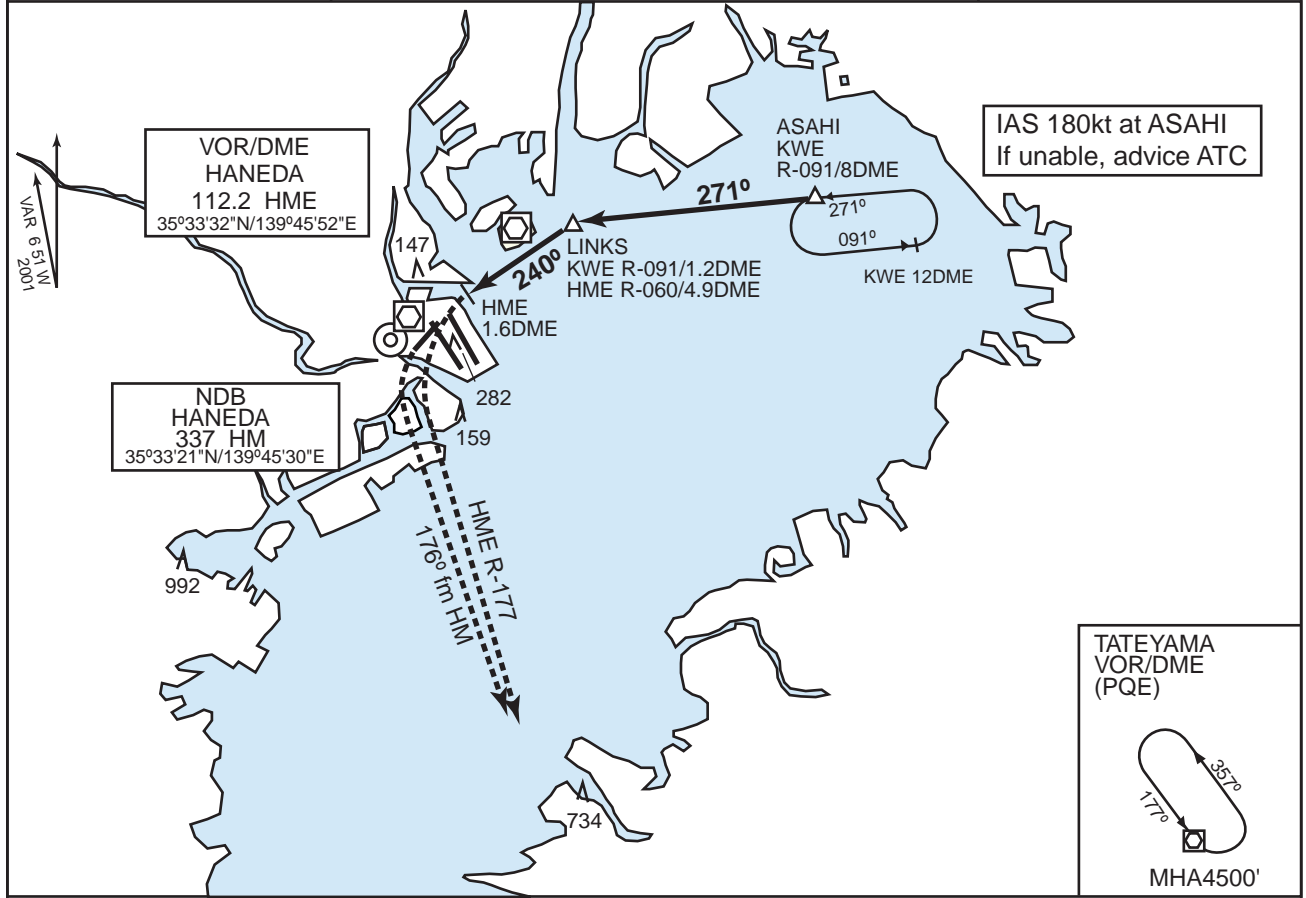 VOR/DME
HANEDA
112.2 HME
35º33'32"N/139º45'52"E
VAR 6 51 W
2001
ASAHI
KWE
R-091/8DME
IAS 180kt at ASAHI
If unable, advice ATC
271º
271º
091º
KWE 12DME
LINKS
KWE R-091/1.2DME
HME R-060/4.9DME
240º
147
HME
1.6DME
282
159
NDB
HANEDA
337 HM
35º33'21"N/139º45'30"E
HME R-177
176º fm HM
992
734
TATEYAMA
VOR/DME
(PQE)
357º
177º
MHA4500'